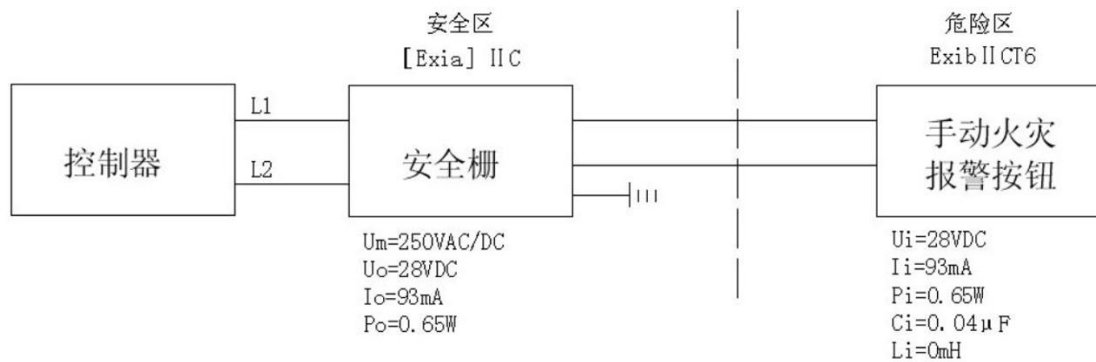 安全区
[Exia] IIC
危险区
ExibIICT6
控制器
L1
L2
安全栅
手动火灾
报警按钮
Um=250VAC/DC
Uo=28VDC
Io=93mA
Po=0.65W
Ui=28VDC
Ii=93mA
Pi=0.65W
Ci=0.04μF
Li=0mH